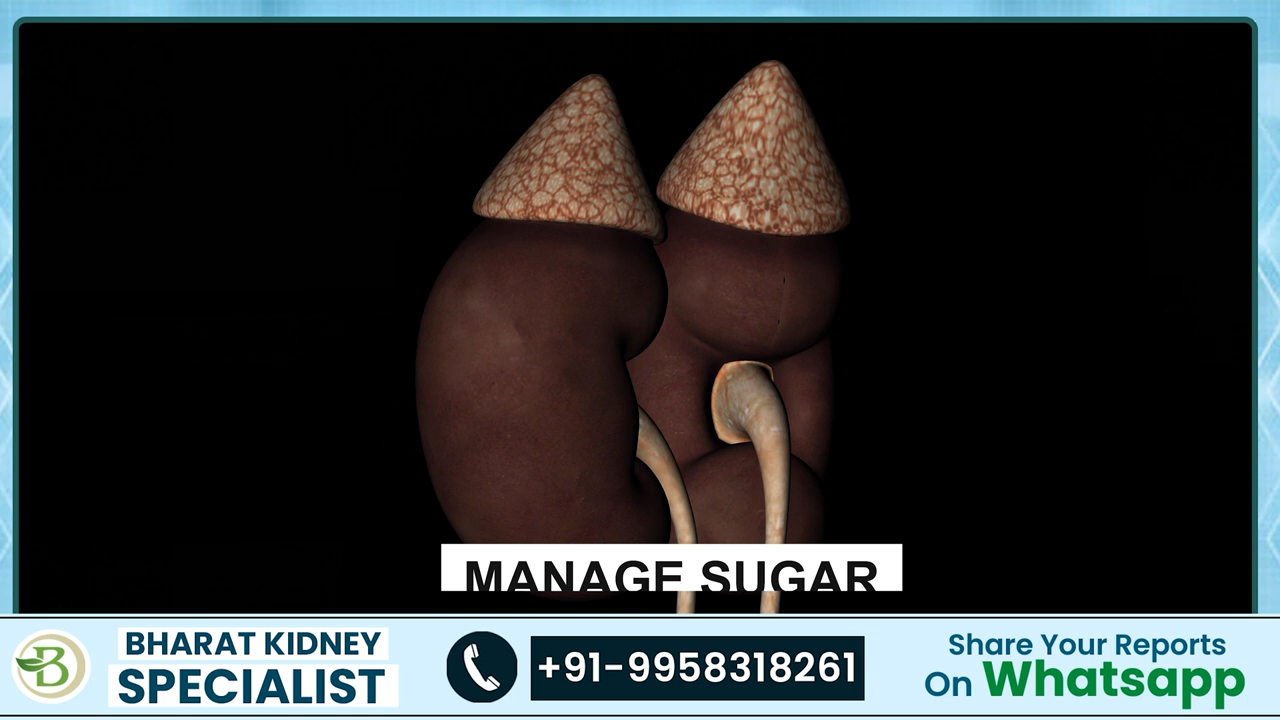 MANAGE SUGAR
B
BHARAT KIDNEY
SPECIALIST
+91-9958318261
Share Your Reports
On Whatsapp